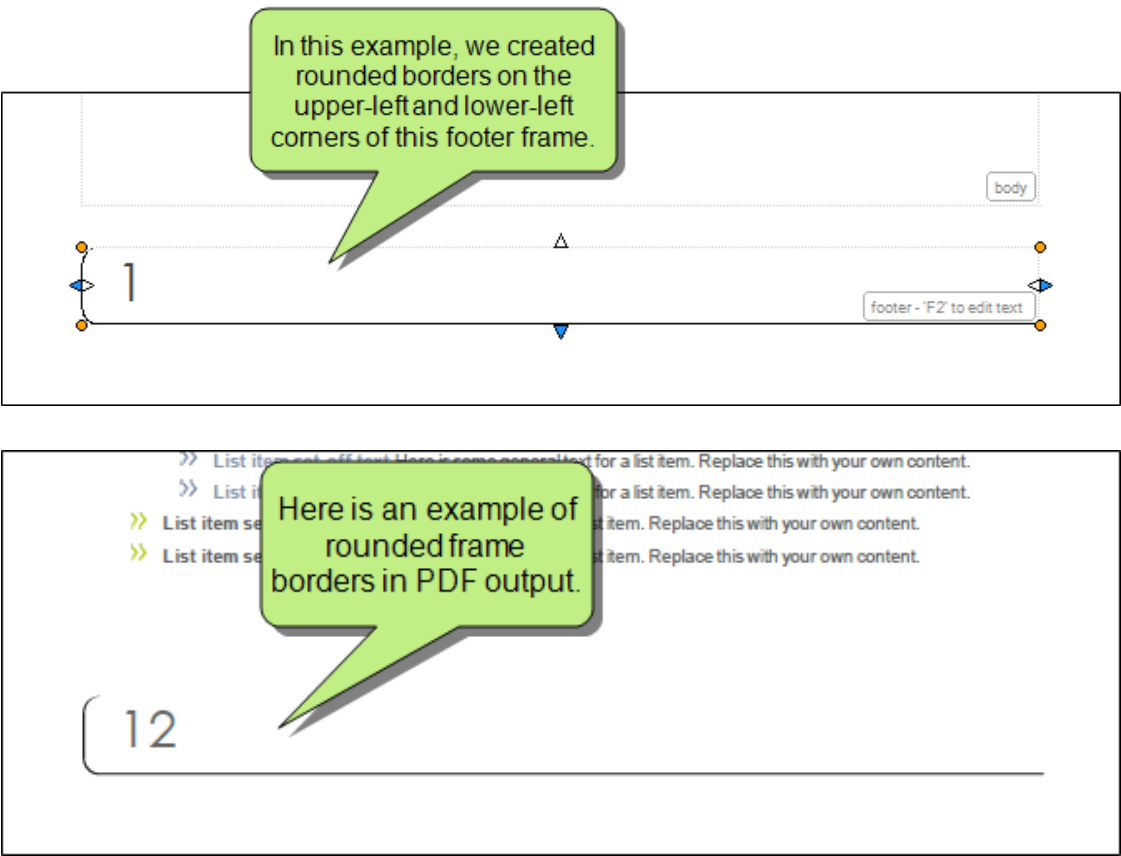 In this example, we created
rounded borders on the
upper-left and lower-left
corners of this footer frame.
body
1
footer - 'F2' to edit text
List item set-off text Here is some general text for a list item. Replace this with your own content.
List it for a list item. Replace this with your own content.
List item se st item. Replace this with your own content.
List item se st item. Replace this with your own content.
Here is an example of
rounded frame
borders in PDF output.
12